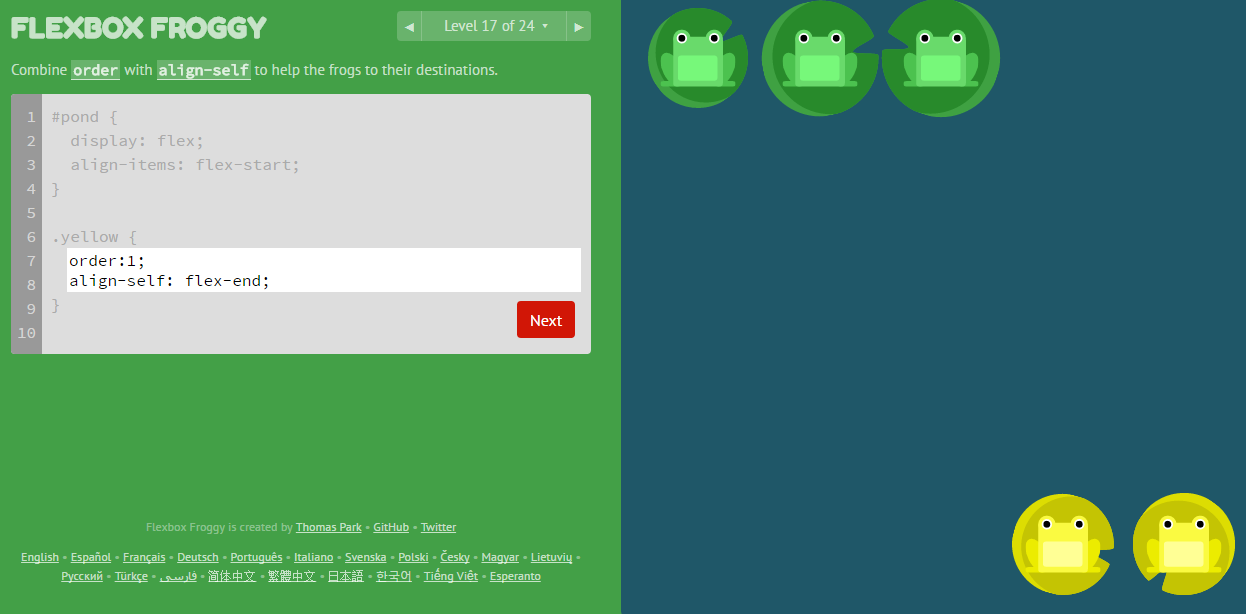 FLEXBOX FROGGY
◀ Level 17 of 24 ▾ ▶
Combine order with align-self to help the frogs to their destinations.
1 #pond {
2 display: flex;
3 align-items: flex-start;
4 }
5
6 .yellow {
7 order:1;
8 align-self: flex-end;
9 }
10
Next
Flexbox Froggy is created by Thomas Park • GitHub • Twitter
English • Español • Français • Deutsch • Português • Italiano • Svenska • Polski • Česky • Magyar • Lietuvių •
Русский • Türkçe • فارسی • 简体中文 • 繁體中文 • 日本語 • 한국어 • Tiếng Việt • Esperanto